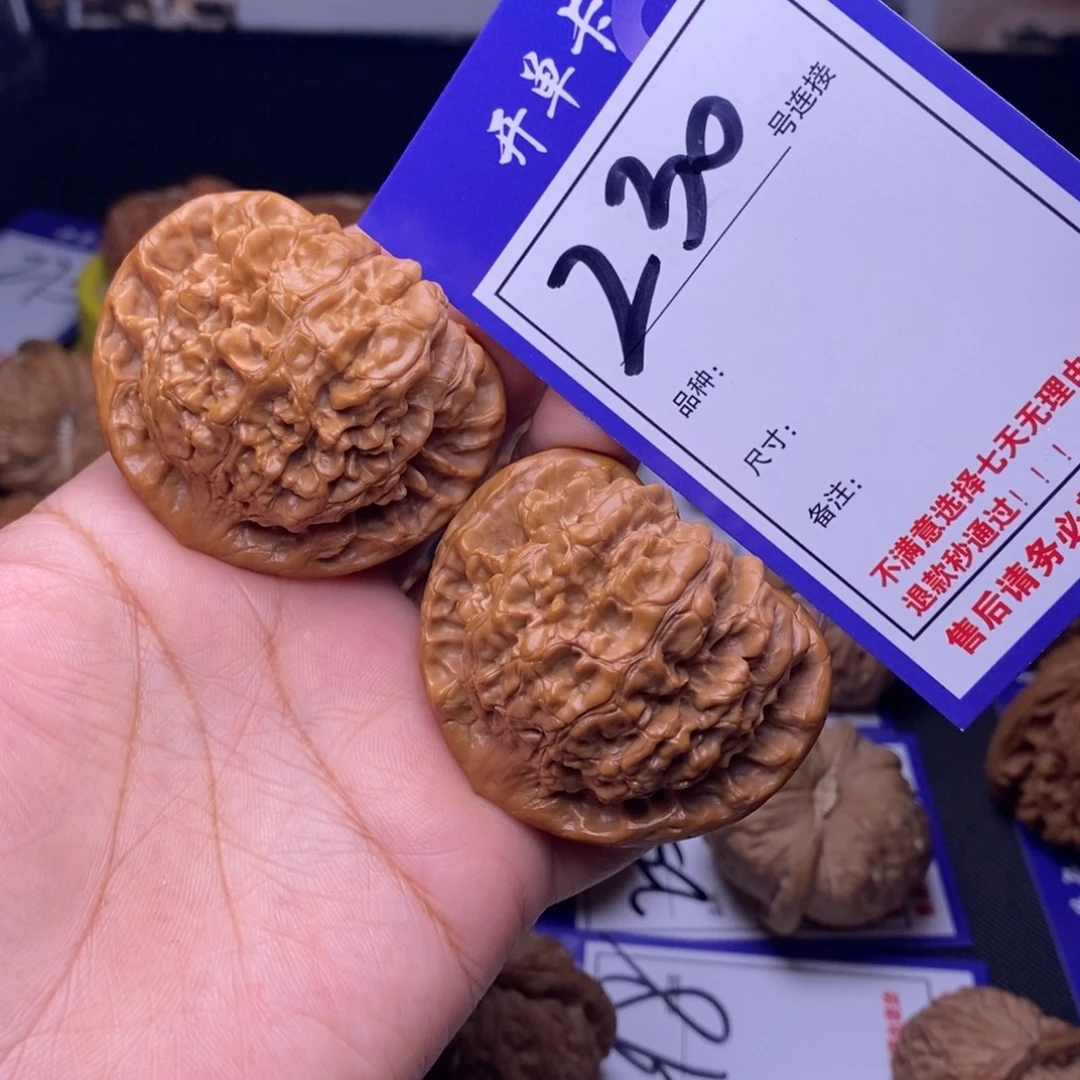 开单卡
230 号连接
品种：
尺寸：
备注：
不满意选择七天无理由
退款秒通过！！！
售后请务必